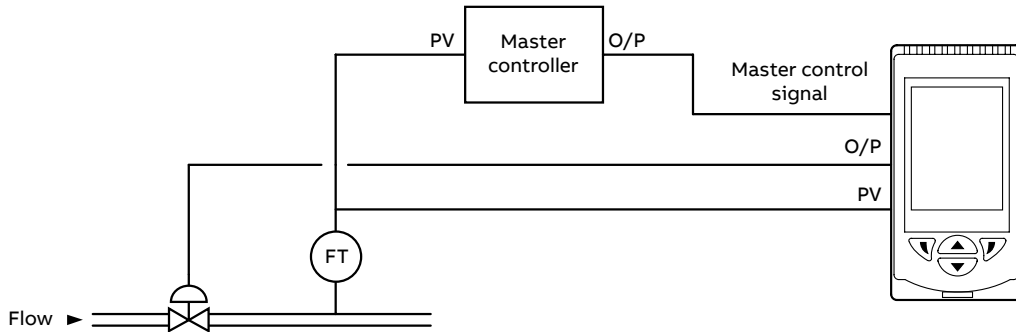 PV
Master
controller
O/P
Master control
signal
O/P
PV
FT
Flow